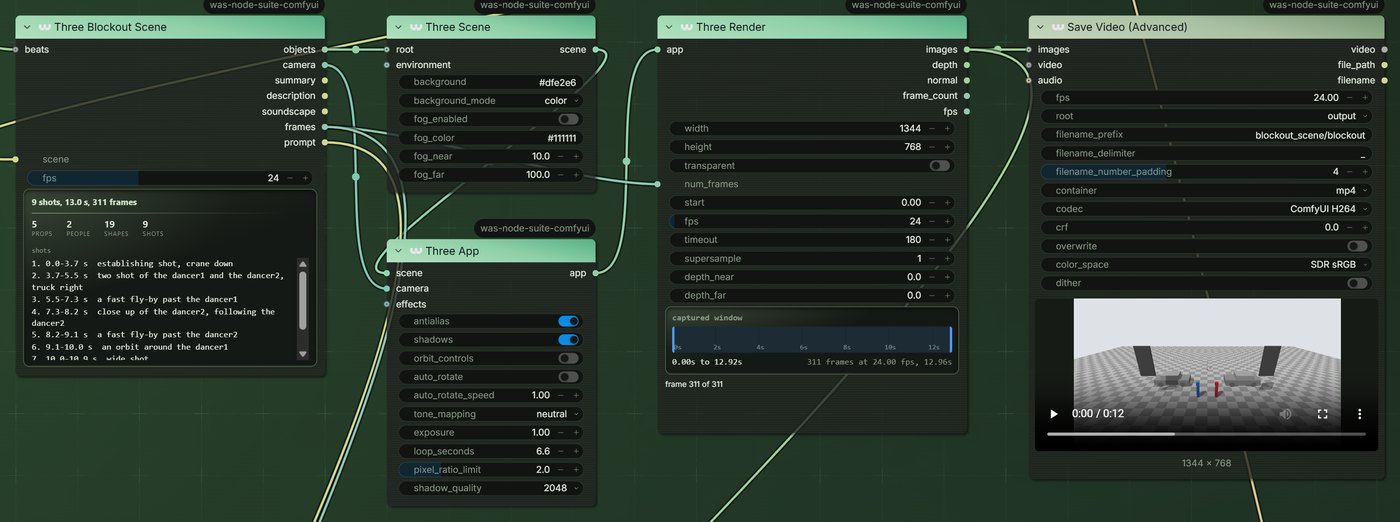 was-node-suite-comfyui
Three Blockout Scene
beats
objects
camera
summary
description
soundscape
frames
prompt
scene
fps 24
9 shots, 13.0 s, 311 frames
5 2 19 9
PROPS PEOPLE SHAPES SHOTS
shots
1. 0.0-3.7 s establishing shot, crane down
2. 3.7-5.5 s two shot of the dancer1 and the dancer2,
truck right
3. 5.5-7.3 s a fast fly-by past the dancer1
4. 7.3-8.2 s close up of the dancer2, following the
dancer2
5. 8.2-9.1 s a fast fly-by past the dancer2
6. 9.1-10.0 s an orbit around the dancer1
7. 10.0-10.9 s wide shot
was-node-suite-comfyui
Three Scene
root scene
environment
background #dfe2e6
background_mode color
fog_enabled
fog_color #111111
fog_near 10.0
fog_far 100.0
was-node-suite-comfyui
Three App
scene app
camera
effects
antialias
shadows
orbit_controls
auto_rotate
auto_rotate_speed 1.00
tone_mapping neutral
exposure 1.00
loop_seconds 6.6
pixel_ratio_limit 2.0
shadow_quality 2048
was-node-suite-comfyui
Three Render
app images
depth
normal
frame_count
fps
width 1344
height 768
transparent
num_frames
start 0.00
fps 24
timeout 180
supersample 1
depth_near 0.0
depth_far 0.0
captured window
0s 2s 4s 6s 8s 10s 12s
0.00s to 12.92s 311 frames at 24.00 fps, 12.96s
frame 311 of 311
was-node-suite-comfyui
Save Video (Advanced)
images video
video file_path
audio filename
fps 24.00
root output
filename_prefix blockout_scene/blockout
filename_delimiter _
filename_number_padding 4
container mp4
codec ComfyUI H264
crf 0.0
overwrite
color_space SDR sRGB
dither
0:00 / 0:12
1344 × 768